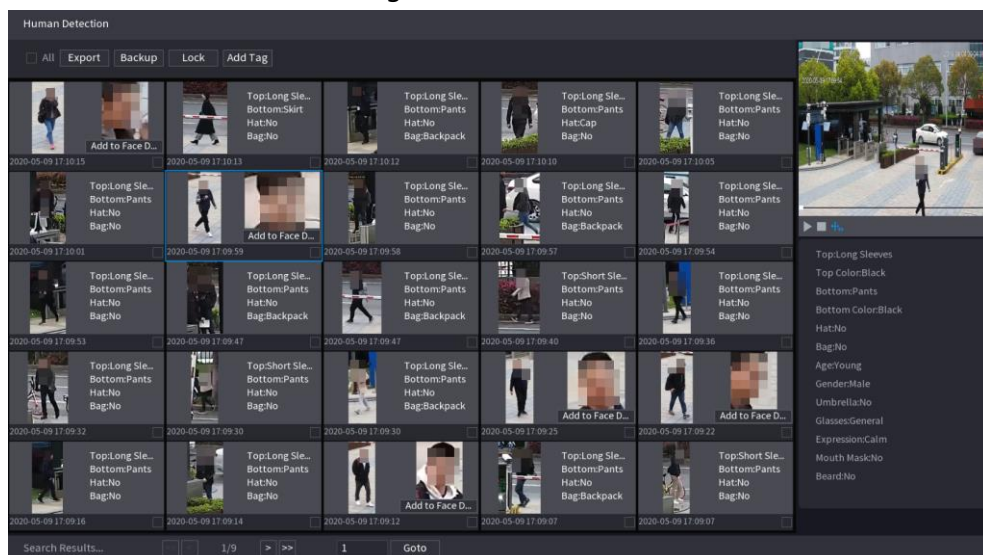 Human Detection
All Export Backup Lock Add Tag
Add to Face D...
2020-05-09 17:10:15
Top:Long Sle...
Bottom:Skirt
Hat:No
Bag:No
2020-05-09 17:10:13
Top:Long Sle...
Bottom:Pants
Hat:No
Bag:Backpack
2020-05-09 17:10:12
Top:Long Sle...
Bottom:Pants
Hat:Cap
Bag:No
2020-05-09 17:10:10
Top:Long Sle...
Bottom:Pants
Hat:No
Bag:No
2020-05-09 17:10:05
Top:Long Sle...
Bottom:Pants
Hat:No
Bag:No
2020-05-09 17:10:01
Add to Face D...
2020-05-09 17:09:59
Top:Long Sle...
Bottom:Pants
Hat:No
Bag:No
2020-05-09 17:09:58
Top:Long Sle...
Bottom:Pants
Hat:No
Bag:Backpack
2020-05-09 17:09:57
Top:Long Sle...
Bottom:Pants
Hat:No
Bag:No
2020-05-09 17:09:54
Top:Long Sle...
Bottom:Pants
Hat:No
Bag:No
2020-05-09 17:09:53
Top:Long Sle...
Bottom:Pants
Hat:No
Bag:Backpack
2020-05-09 17:09:47
Top:Long Sle...
Bottom:Pants
Hat:No
Bag:No
2020-05-09 17:09:47
Top:Short Sle...
Bottom:Pants
Hat:No
Bag:No
2020-05-09 17:09:40
Top:Long Sle...
Bottom:Pants
Hat:No
Bag:No
2020-05-09 17:09:36
Top:Long Sle...
Bottom:Pants
Hat:No
Bag:No
2020-05-09 17:09:32
Top:Short Sle...
Bottom:Pants
Hat:No
Bag:No
2020-05-09 17:09:30
Top:Long Sle...
Bottom:Pants
Hat:No
Bag:Backpack
2020-05-09 17:09:30
Add to Face D...
2020-05-09 17:09:25
Add to Face D...
2020-05-09 17:09:22
Top:Long Sle...
Bottom:Pants
Hat:No
Bag:No
2020-05-09 17:09:16
Top:Long Sle...
Bottom:Pants
Hat:No
Bag:No
2020-05-09 17:09:14
Add to Face D...
2020-05-09 17:09:12
Top:Long Sle...
Bottom:Pants
Hat:No
Bag:Backpack
2020-05-09 17:09:07
Top:Short Sle...
Bottom:Pants
Hat:No
Bag:No
2020-05-09 17:09:07
Search Results... 1/9 > >> 1 Goto
Top:Long Sleeves
Top Color:Black
Bottom:Pants
Bottom Color:Black
Hat:No
Bag:No
Age:Young
Gender:Male
Umbrella:No
Glasses:General
Expression:Calm
Mouth Mask:No
Beard:No